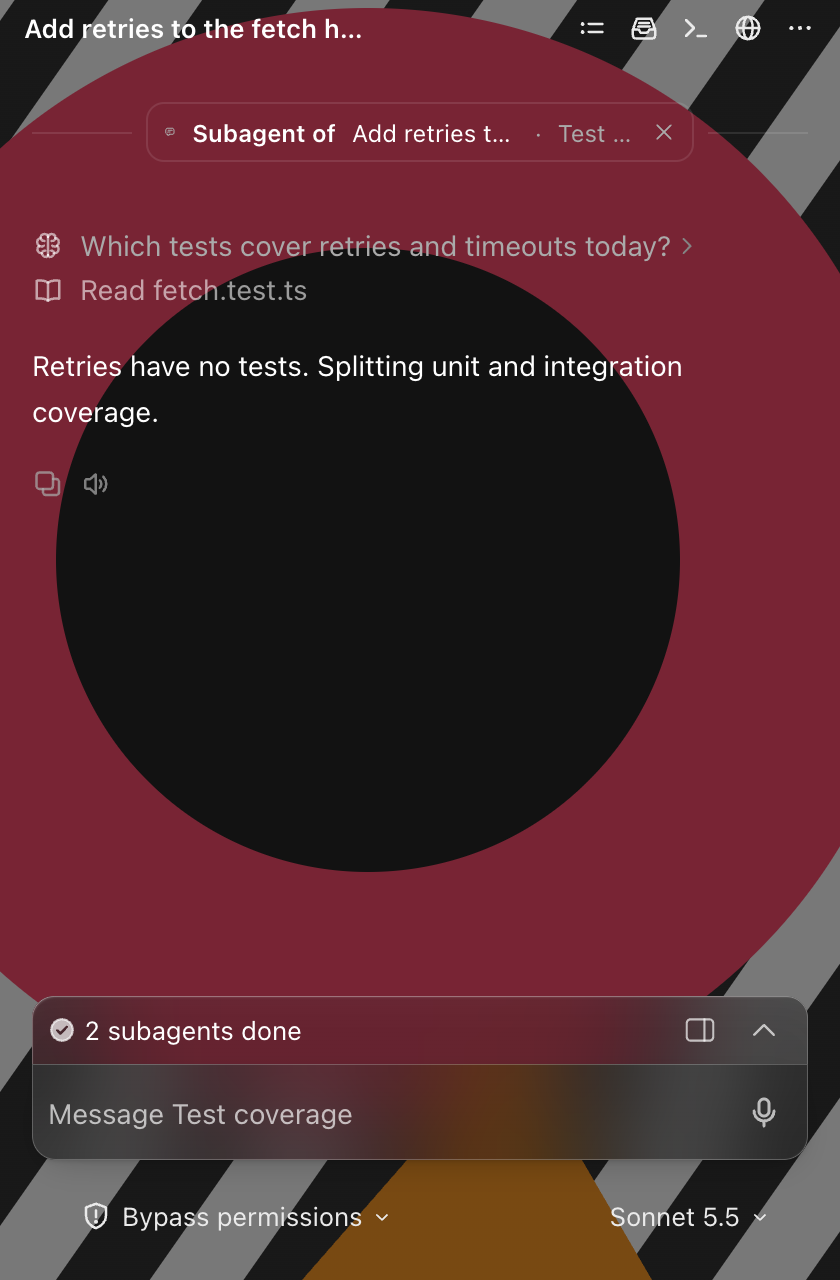 Add retries to the fetch h...
Subagent of Add retries t... · Test ...
Which tests cover retries and timeouts today?
Read fetch.test.ts
Retries have no tests. Splitting unit and integration
coverage.
2 subagents done
Message Test coverage
Bypass permissions
Sonnet 5.5